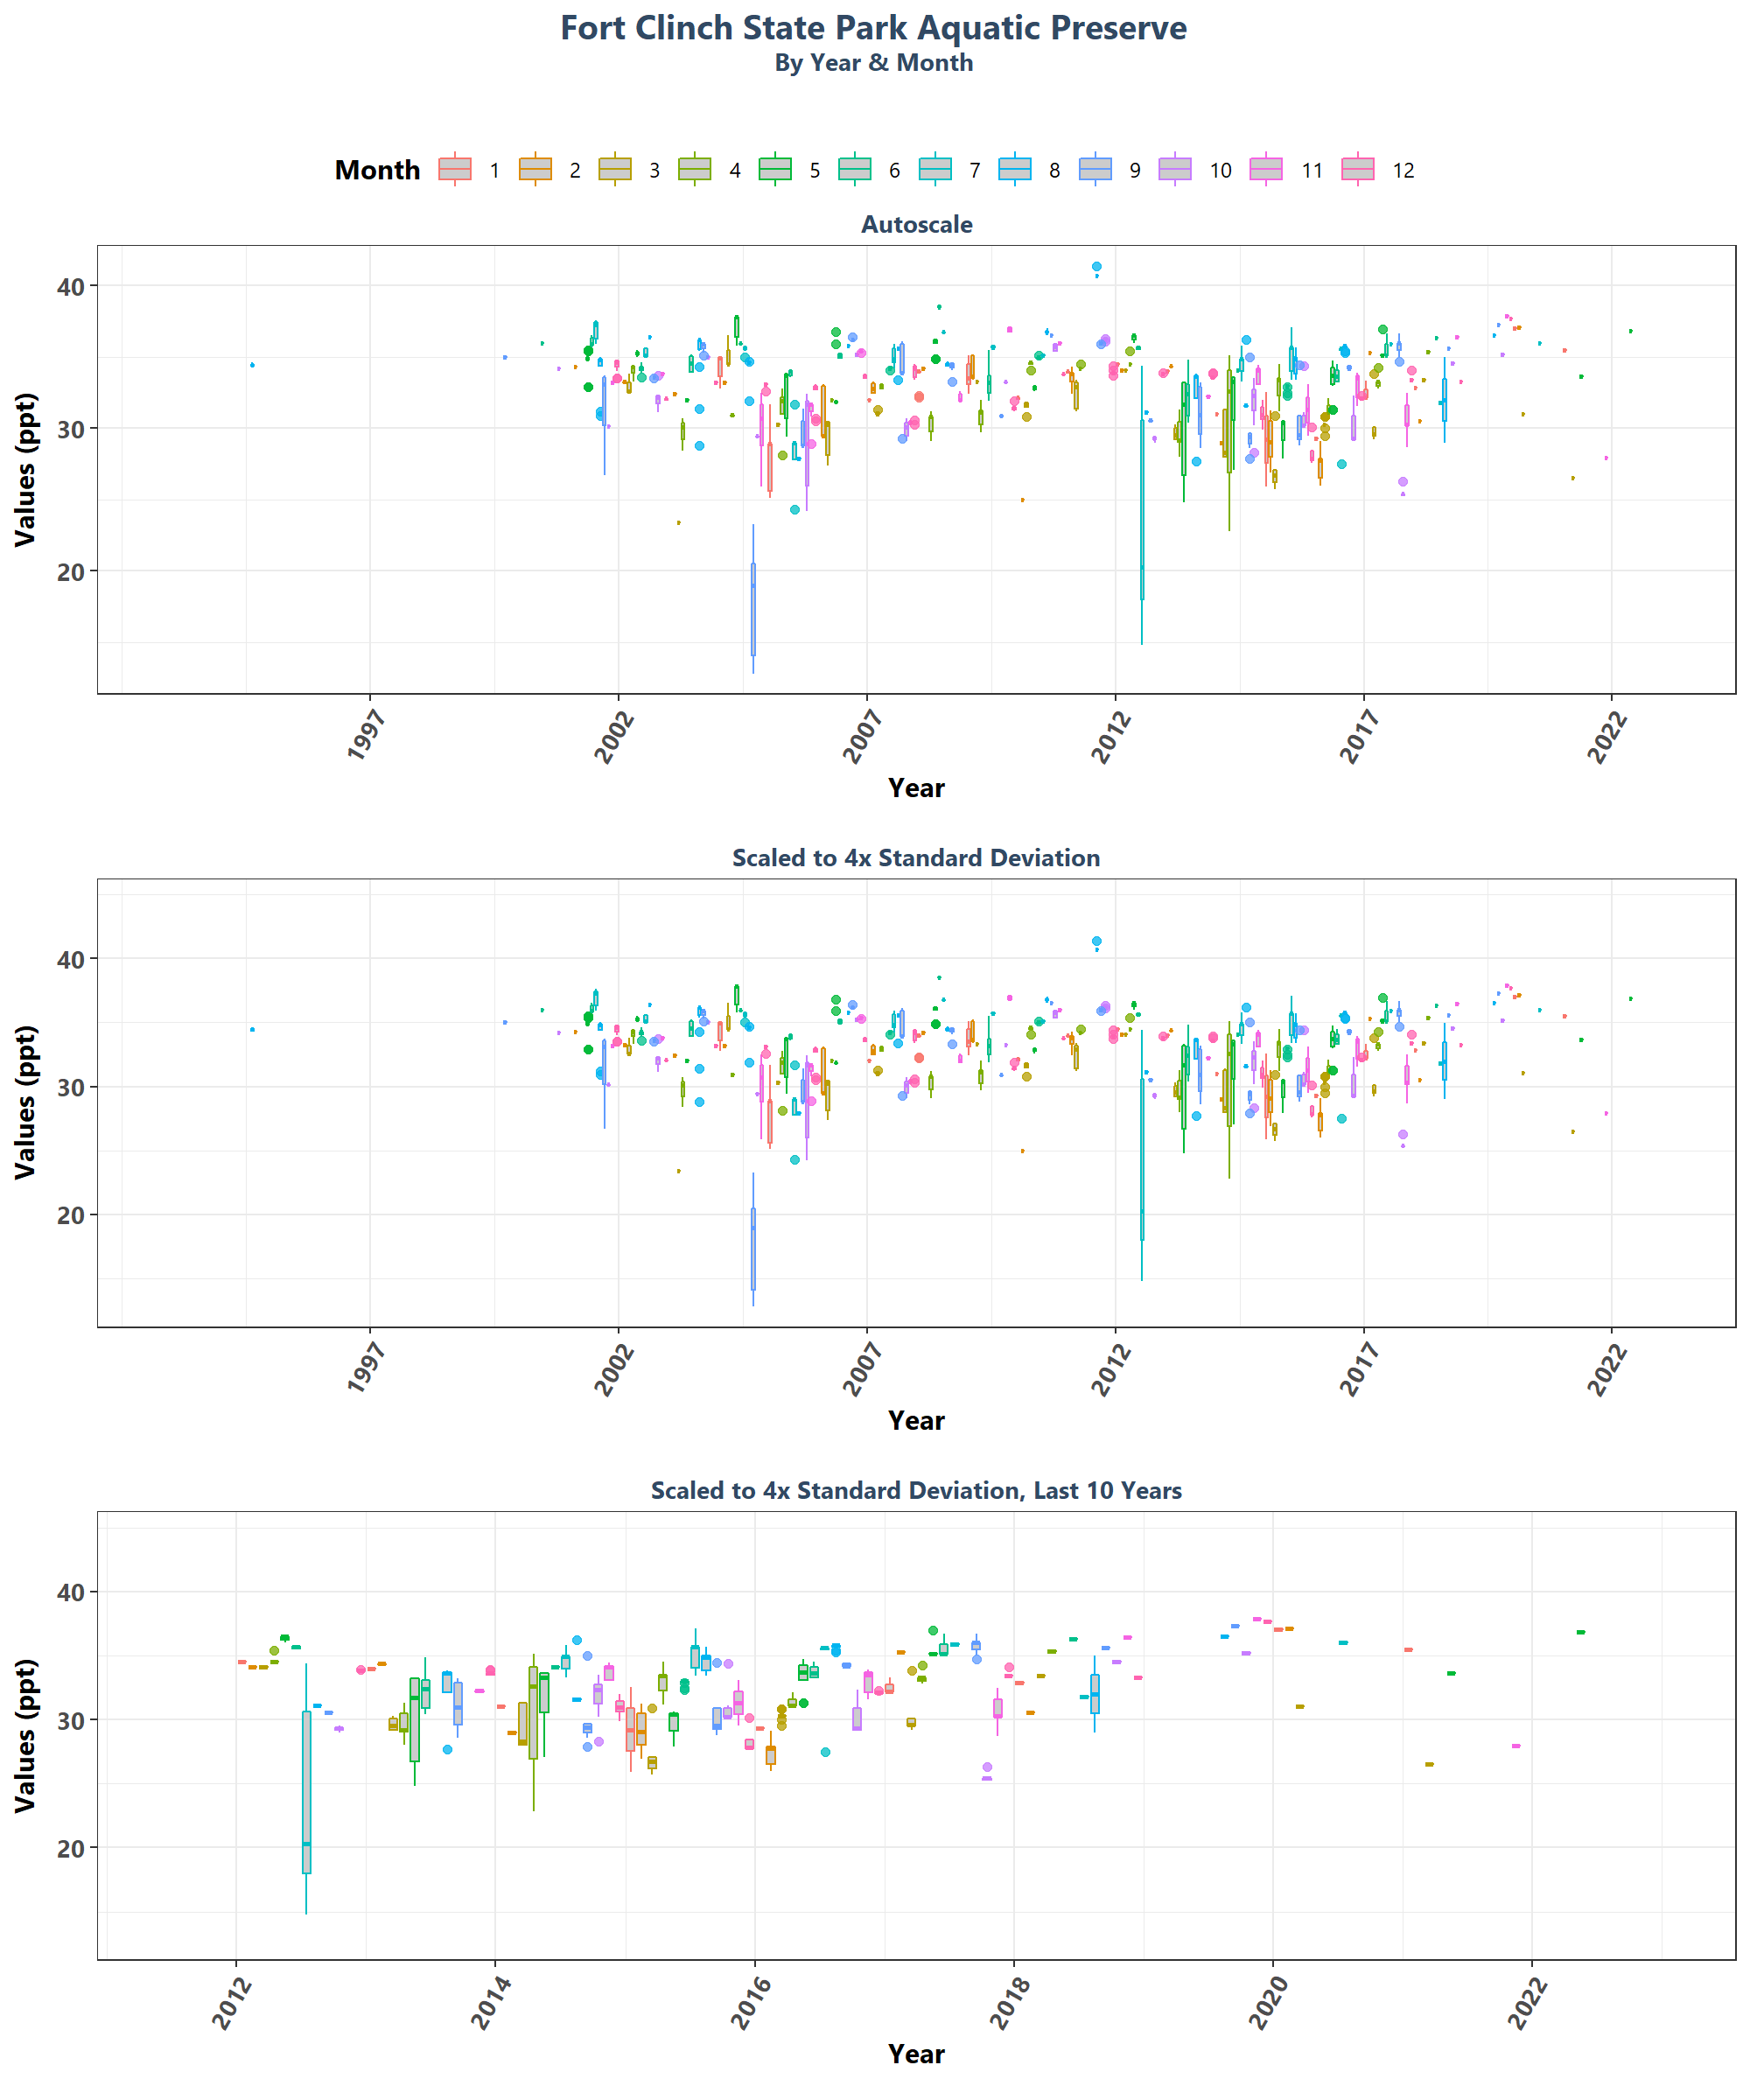 Fort Clinch State Park Aquatic Preserve
By Year & Month
Month 1 2 3 4 5 6 7 8 9 10 11 12
Autoscale
Values (ppt)
40
30
20
1997 2002 2007 2012 2017 2022
Year
Scaled to 4x Standard Deviation
Values (ppt)
40
30
20
1997 2002 2007 2012 2017 2022
Year
Scaled to 4x Standard Deviation, Last 10 Years
Values (ppt)
40
30
20
2012 2014 2016 2018 2020 2022
Year